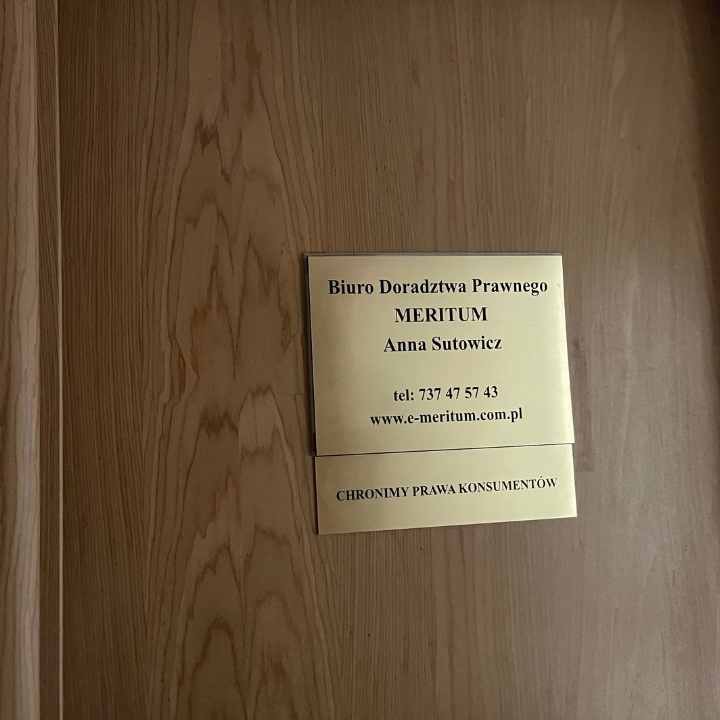 Biuro Doradztwa Prawnego
MERITUM
Anna Sutowicz
tel: 737 47 57 43
www.e-meritum.com.pl
CHRONIMY PRAWA KONSUMENTÓW